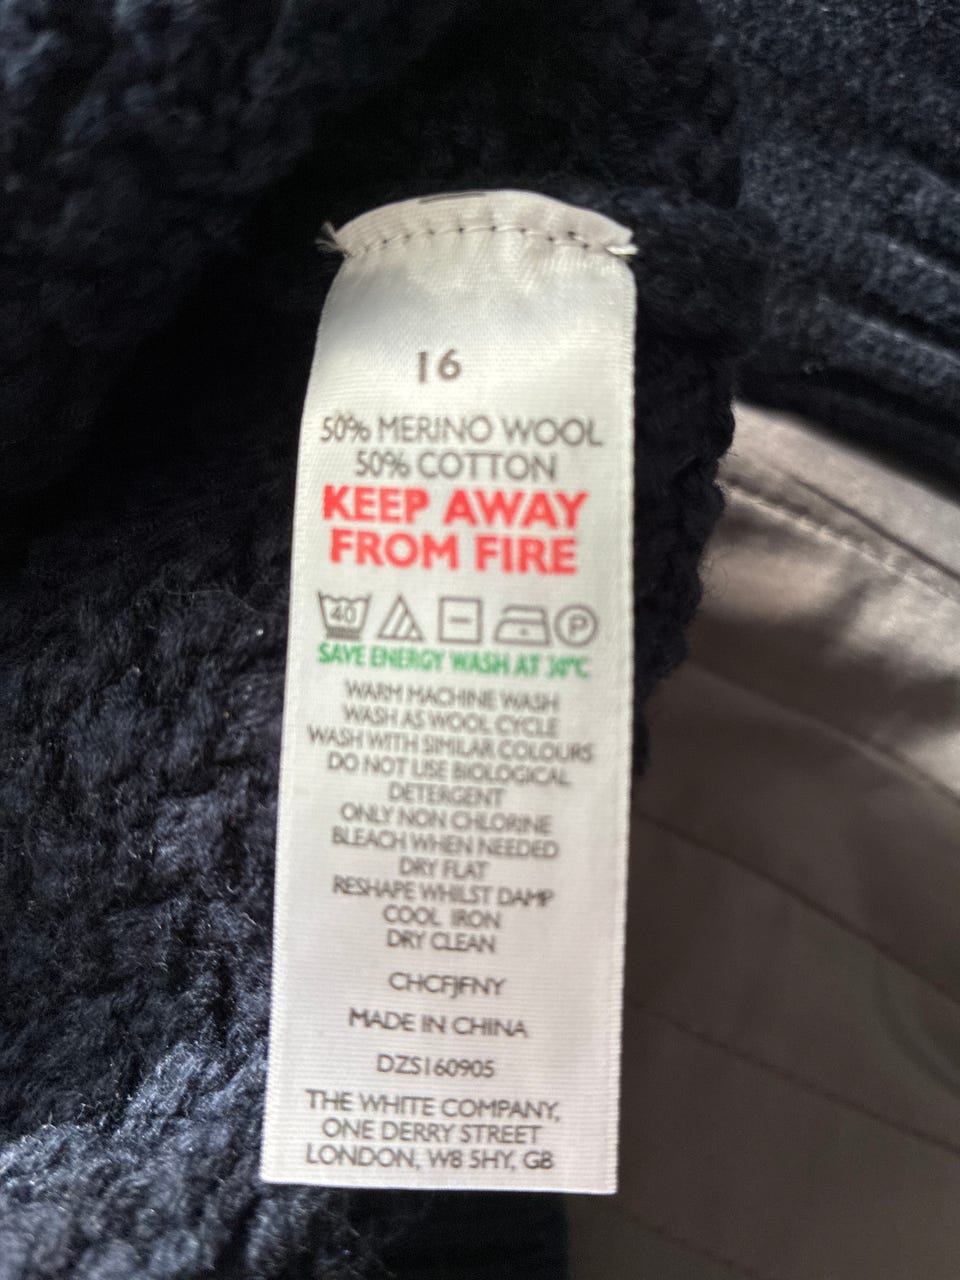 16
50% MERINO WOOL
50% COTTON
KEEP AWAY
FROM FIRE
40 P
SAVE ENERGY WASH AT 30°C
WARM MACHINE WASH
WASH AS WOOL CYCLE
WASH WITH SIMILAR COLOURS
DO NOT USE BIOLOGICAL
DETERGENT
ONLY NON CHLORINE
BLEACH WHEN NEEDED
DRY FLAT
RESHAPE WHILST DAMP
COOL IRON
DRY CLEAN
CHCFJFNY
MADE IN CHINA
DZS160905
THE WHITE COMPANY,
ONE DERRY STREET
LONDON, W8 5HY, GB